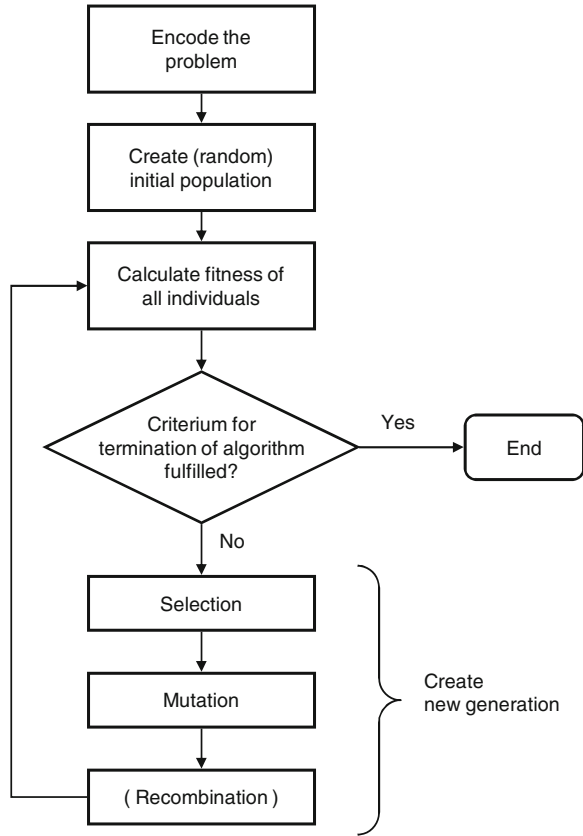 Encode the
problem
Create (random)
initial population
Calculate fitness of
all individuals
Criterium for
termination of algorithm
fulfilled?
Yes
End
No
Selection
Mutation
( Recombination )
Create
new generation